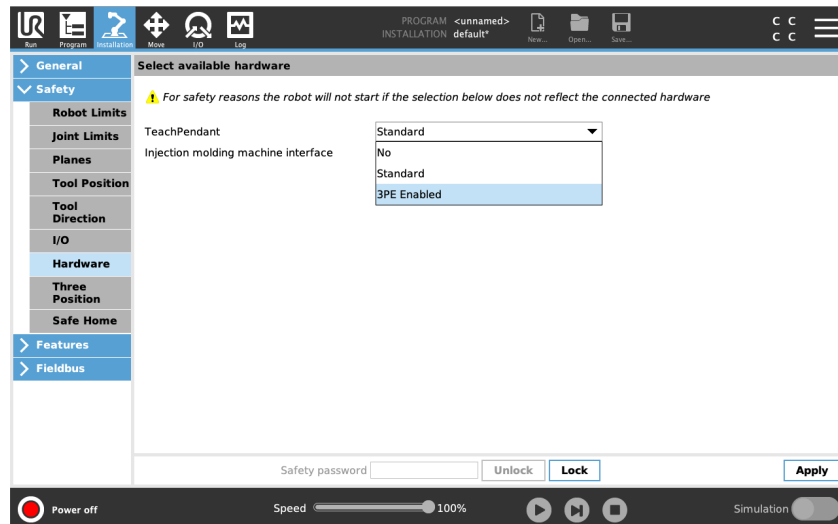 UR
Run
Program
Installation
Move
I/O
Log
PROGRAM <unnamed>
INSTALLATION default*
New...
Open...
Save...
C C
C C
General
Safety
Robot Limits
Joint Limits
Planes
Tool Position
Tool
Direction
I/O
Hardware
Three
Position
Safe Home
Features
Fieldbus
Select available hardware
For safety reasons the robot will not start if the selection below does not reflect the connected hardware
TeachPendant
Standard
Injection molding machine interface
No
Standard
3PE Enabled
Safety password
Unlock
Lock
Apply
Power off
Speed
100%
Simulation